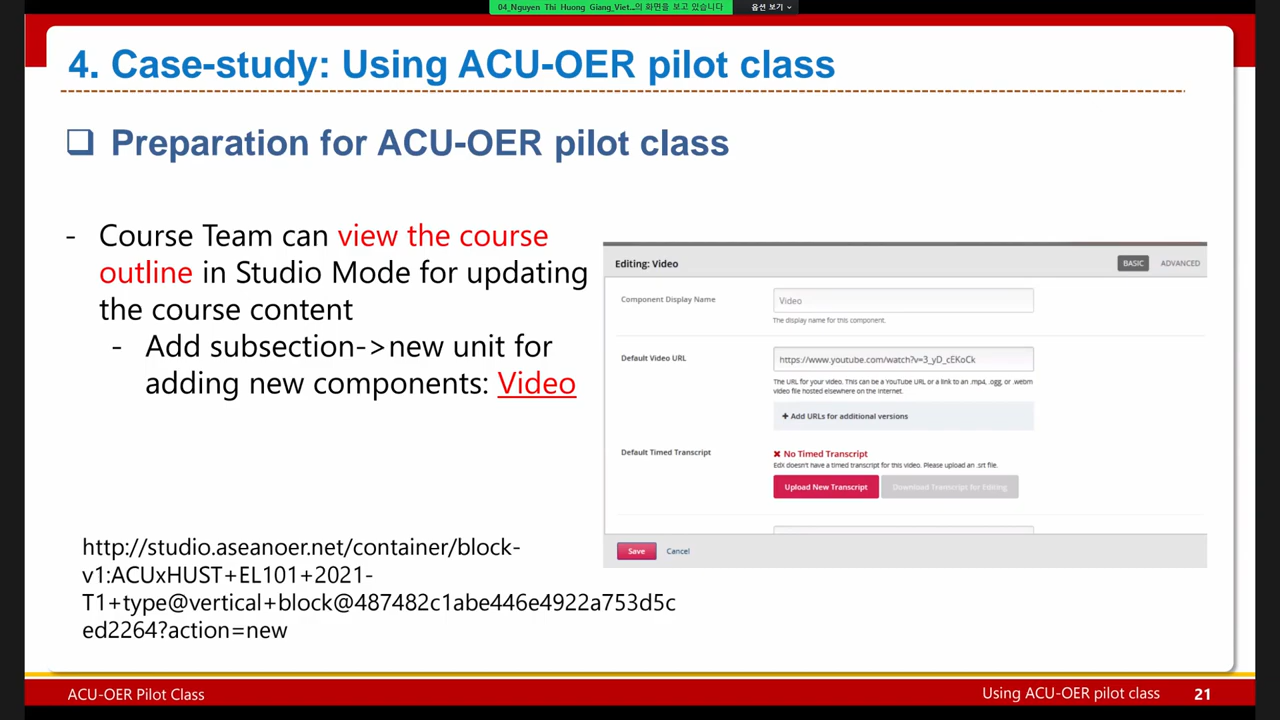 04_Nguyen Thi Huong Giang_Viet...의 화면을 보고 있습니다 옵션 보기
4. Case-study: Using ACU-OER pilot class
❑ Preparation for ACU-OER pilot class
- Course Team can view the course
outline in Studio Mode for updating
the course content
- Add subsection->new unit for
adding new components: Video
Editing: Video BASIC ADVANCED
Component Display Name Video
The display name for this component.
Default Video URL https://www.youtube.com/watch?v=3_yD_cEKoCk
The URL for your video. This can be a YouTube URL or a link to an .mp4, .ogg, or .webm
video file hosted elsewhere on the Internet.
+ Add URLs for additional versions
Default Timed Transcript ✖ No Timed Transcript
EdX doesn't have a timed transcript for this video. Please upload an .srt file.
Upload New Transcript Download Transcript for Editing
Save Cancel
http://studio.aseanoer.net/container/block-
v1:ACUxHUST+EL101+2021-
T1+type@vertical+block@487482c1abe446e4922a753d5c
ed2264?action=new
ACU-OER Pilot Class Using ACU-OER pilot class 21